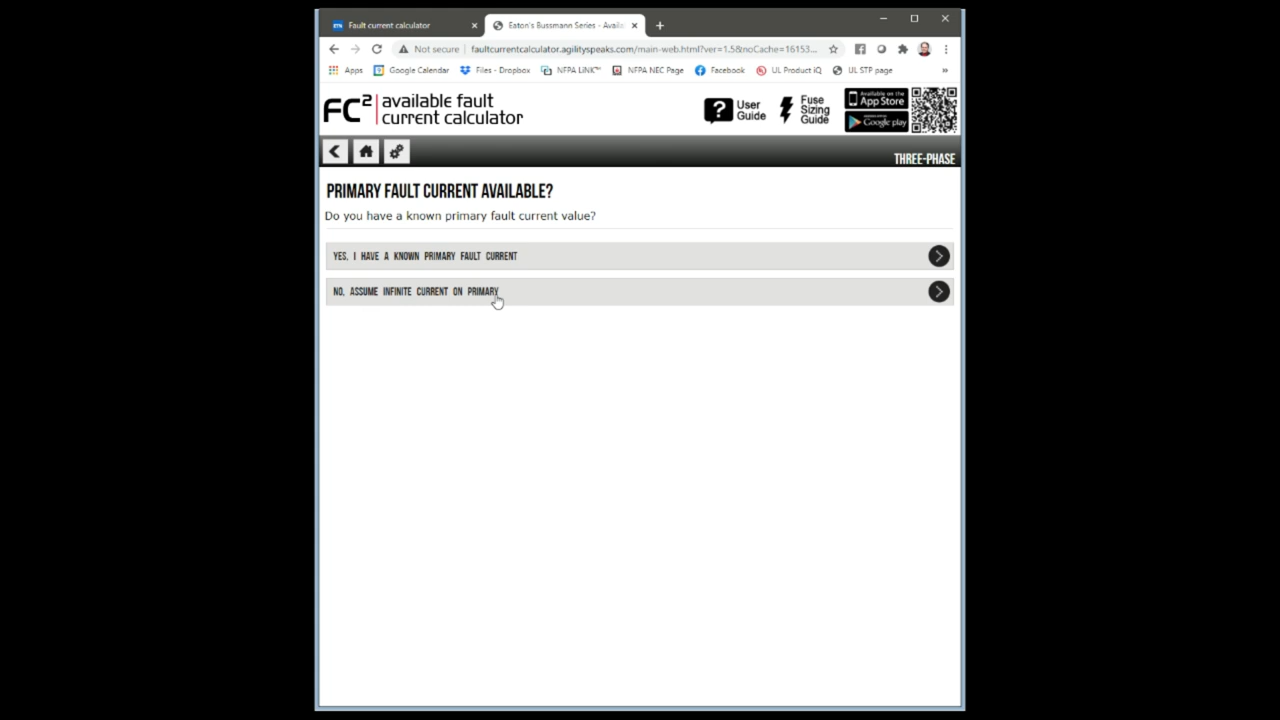 Fault current calculator
Eaton's Bussmann Series - Availa
Not secure | faultcurrentcalculator.agilityspeaks.com/main-web.html?ver=1.5&noCache=16153...
Apps Google Calendar Files - Dropbox NFPA LiNK™ NFPA NEC Page Facebook UL Product iQ UL STP page »
FC² available fault
current calculator
User
Guide
Fuse
Sizing
Guide
Available on the
App Store
Google play
THREE-PHASE
PRIMARY FAULT CURRENT AVAILABLE?
Do you have a known primary fault current value?
YES, I HAVE A KNOWN PRIMARY FAULT CURRENT
NO, ASSUME INFINITE CURRENT ON PRIMARY